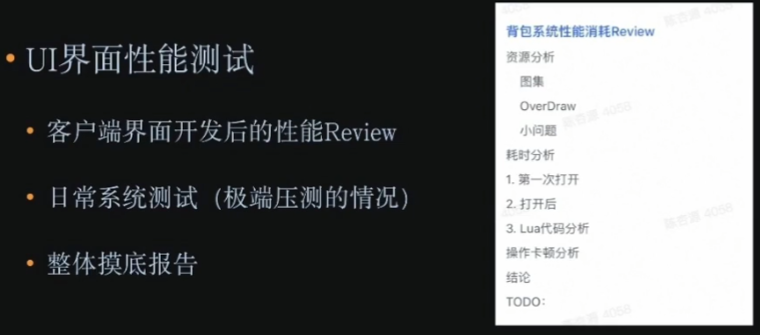 UI界面性能测试
客户端界面开发后的性能Review
日常系统测试（极端压测的情况）
整体摸底报告
背包系统性能消耗Review
资源分析
图集
OverDraw
小问题
耗时分析
1. 第一次打开
2. 打开后
3. Lua代码分析
操作卡顿分析
结论
TODO: